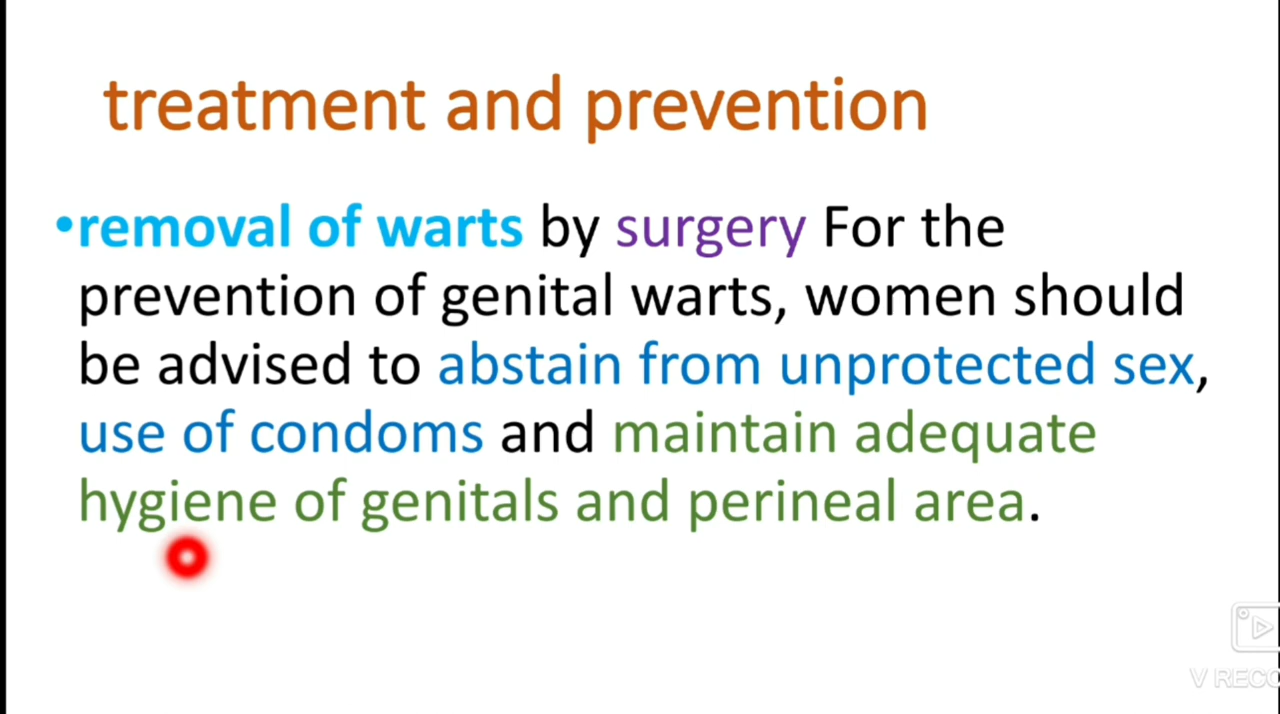 treatment and prevention
•removal of warts by surgery For the
prevention of genital warts, women should
be advised to abstain from unprotected sex,
use of condoms and maintain adequate
hygiene of genitals and perineal area.
V RECO